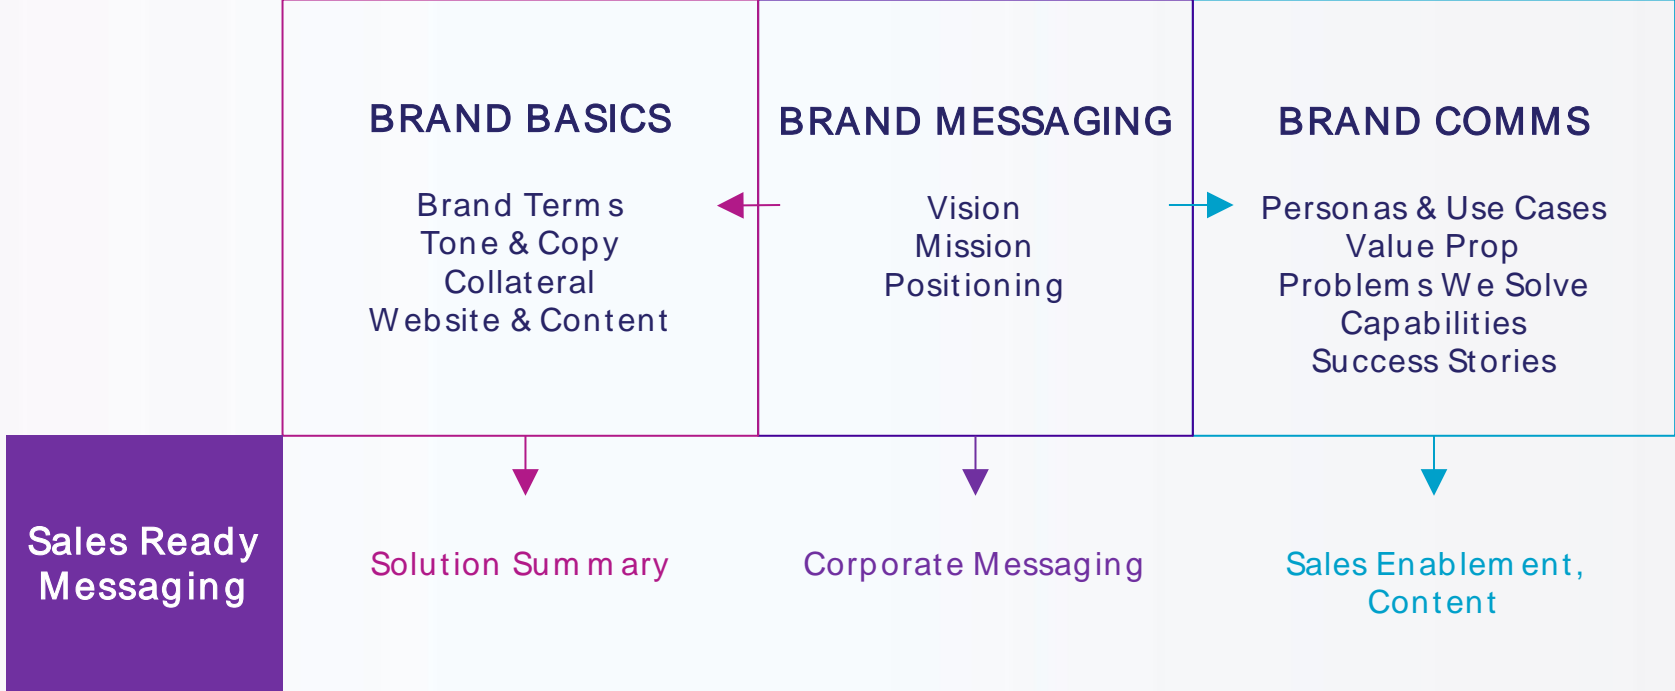 BRAND BASICS
Brand Terms
Tone & Copy
Collateral
Website & Content
BRAND MESSAGING
Vision
Mission
Positioning
BRAND COMMS
Personas & Use Cases
Value Prop
Problems We Solve
Capabilities
Success Stories
Sales Ready
Messaging
Solution Summary
Corporate Messaging
Sales Enablement,
Content